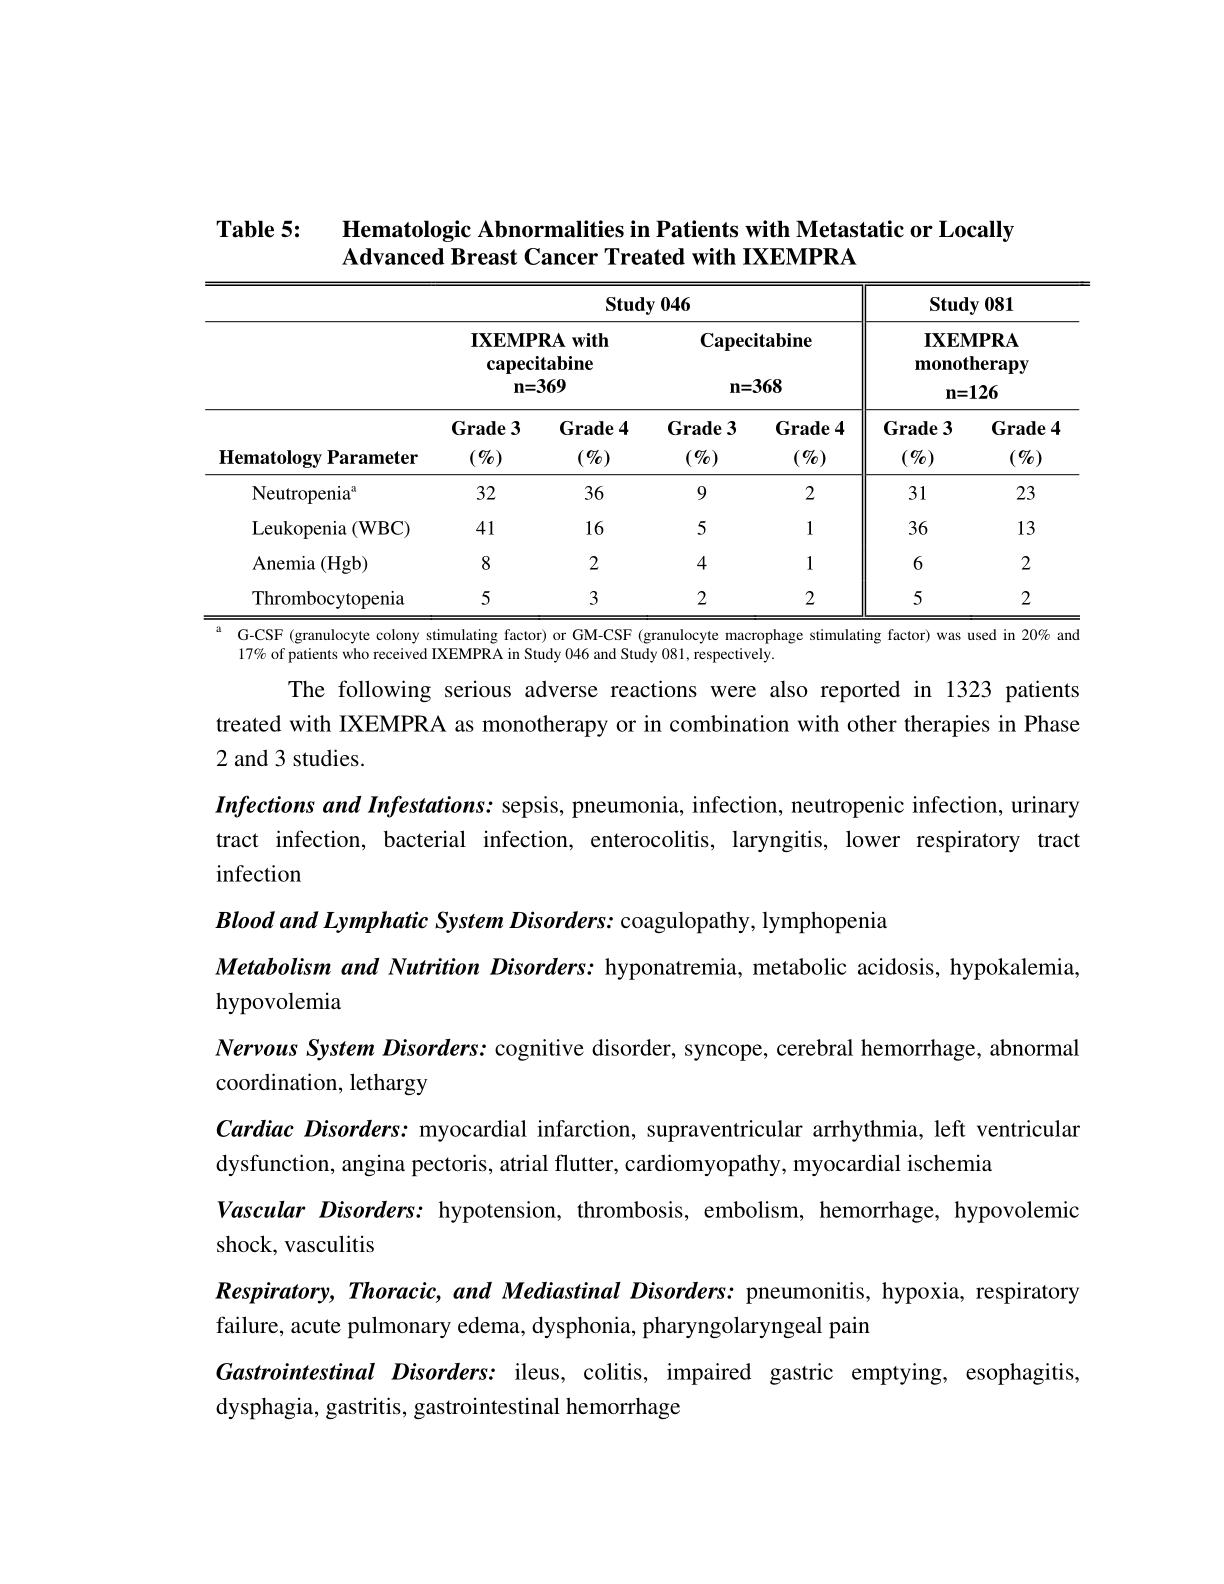 Table 5: Hematologic Abnormalities in Patients with Metastatic or Locally
Advanced Breast Cancer Treated with IXEMPRA
Study 046 Study 081
IXEMPRA with Capecitabine IXEMPRA
capecitabine monotherapy
n=369 n=368 n=126
Grade 3 Grade 4 Grade 3 Grade 4 Grade 3 Grade 4
Hematology Parameter (%) (%) (%) (%) (%) (%)
Neutropeniaª 32 36 9 2 31 23
Leukopenia (WBC) 41 16 5 1 36 13
Anemia (Hgb) 8 2 4 1 6 2
Thrombocytopenia 5 3 2 2 5 2
a G-CSF (granulocyte colony stimulating factor) or GM-CSF (granulocyte macrophage stimulating factor) was used in 20% and
17% of patients who received IXEMPRA in Study 046 and Study 081, respectively.
The following serious adverse reactions were also reported in 1323 patients
treated with IXEMPRA as monotherapy or in combination with other therapies in Phase
2 and 3 studies.
Infections and Infestations: sepsis, pneumonia, infection, neutropenic infection, urinary
tract infection, bacterial infection, enterocolitis, laryngitis, lower respiratory tract
infection
Blood and Lymphatic System Disorders: coagulopathy, lymphopenia
Metabolism and Nutrition Disorders: hyponatremia, metabolic acidosis, hypokalemia,
hypovolemia
Nervous System Disorders: cognitive disorder, syncope, cerebral hemorrhage, abnormal
coordination, lethargy
Cardiac Disorders: myocardial infarction, supraventricular arrhythmia, left ventricular
dysfunction, angina pectoris, atrial flutter, cardiomyopathy, myocardial ischemia
Vascular Disorders: hypotension, thrombosis, embolism, hemorrhage, hypovolemic
shock, vasculitis
Respiratory, Thoracic, and Mediastinal Disorders: pneumonitis, hypoxia, respiratory
failure, acute pulmonary edema, dysphonia, pharyngolaryngeal pain
Gastrointestinal Disorders: ileus, colitis, impaired gastric emptying, esophagitis,
dysphagia, gastritis, gastrointestinal hemorrhage